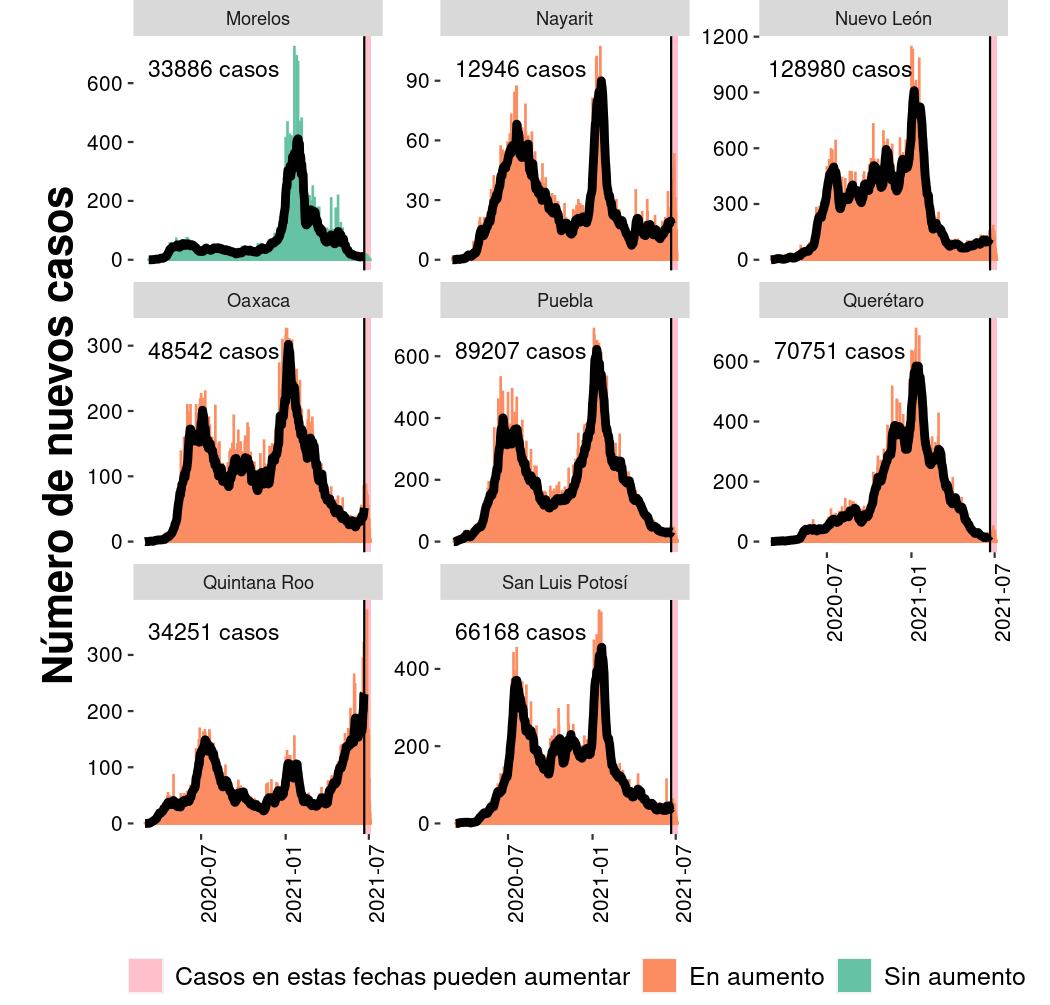 Número de nuevos casos
Morelos
33886 casos
600
400
200
0
Nayarit
12946 casos
90
60
30
0
Nuevo León
128980 casos
1200
900
600
300
0
Oaxaca
48542 casos
300
200
100
0
Puebla
89207 casos
600
400
200
0
Querétaro
70751 casos
600
400
200
0
2020-07
2021-01
2021-07
Quintana Roo
34251 casos
300
200
100
0
2020-07
2021-01
2021-07
San Luis Potosí
66168 casos
400
200
0
2020-07
2021-01
2021-07
Casos en estas fechas pueden aumentar
En aumento
Sin aumento